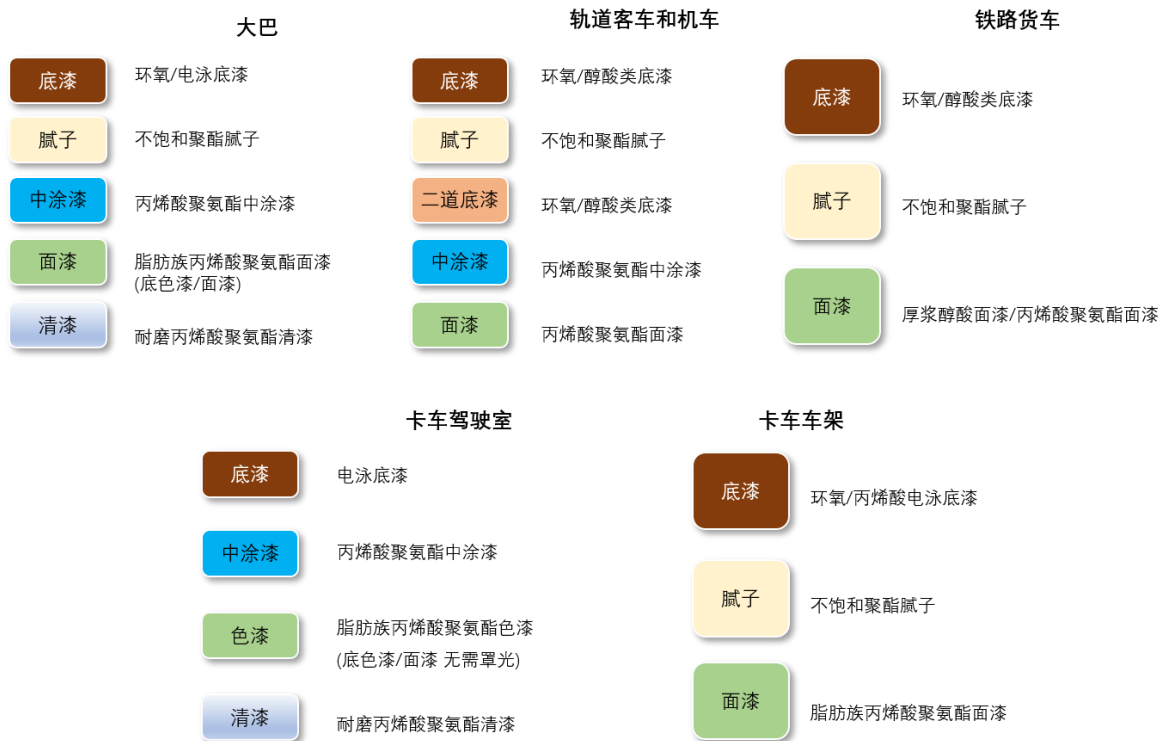 大巴
底漆
环氧/电泳底漆
腻子
不饱和聚酯腻子
中涂漆
丙烯酸聚氨酯中涂漆
面漆
脂肪族丙烯酸聚氨酯面漆
(底色漆/面漆)
清漆
耐磨丙烯酸聚氨酯清漆
轨道客车和机车
底漆
环氧/醇酸类底漆
腻子
不饱和聚酯腻子
二道底漆
环氧/醇酸类底漆
中涂漆
丙烯酸聚氨酯中涂漆
面漆
丙烯酸聚氨酯面漆
铁路货车
底漆
环氧/醇酸类底漆
腻子
不饱和聚酯腻子
面漆
厚浆醇酸面漆/丙烯酸聚氨酯面漆
卡车驾驶室
底漆
电泳底漆
中涂漆
丙烯酸聚氨酯中涂漆
色漆
脂肪族丙烯酸聚氨酯色漆
(底色漆/面漆 无需罩光)
清漆
耐磨丙烯酸聚氨酯清漆
卡车车架
底漆
环氧/丙烯酸电泳底漆
腻子
不饱和聚酯腻子
面漆
脂肪族丙烯酸聚氨酯面漆